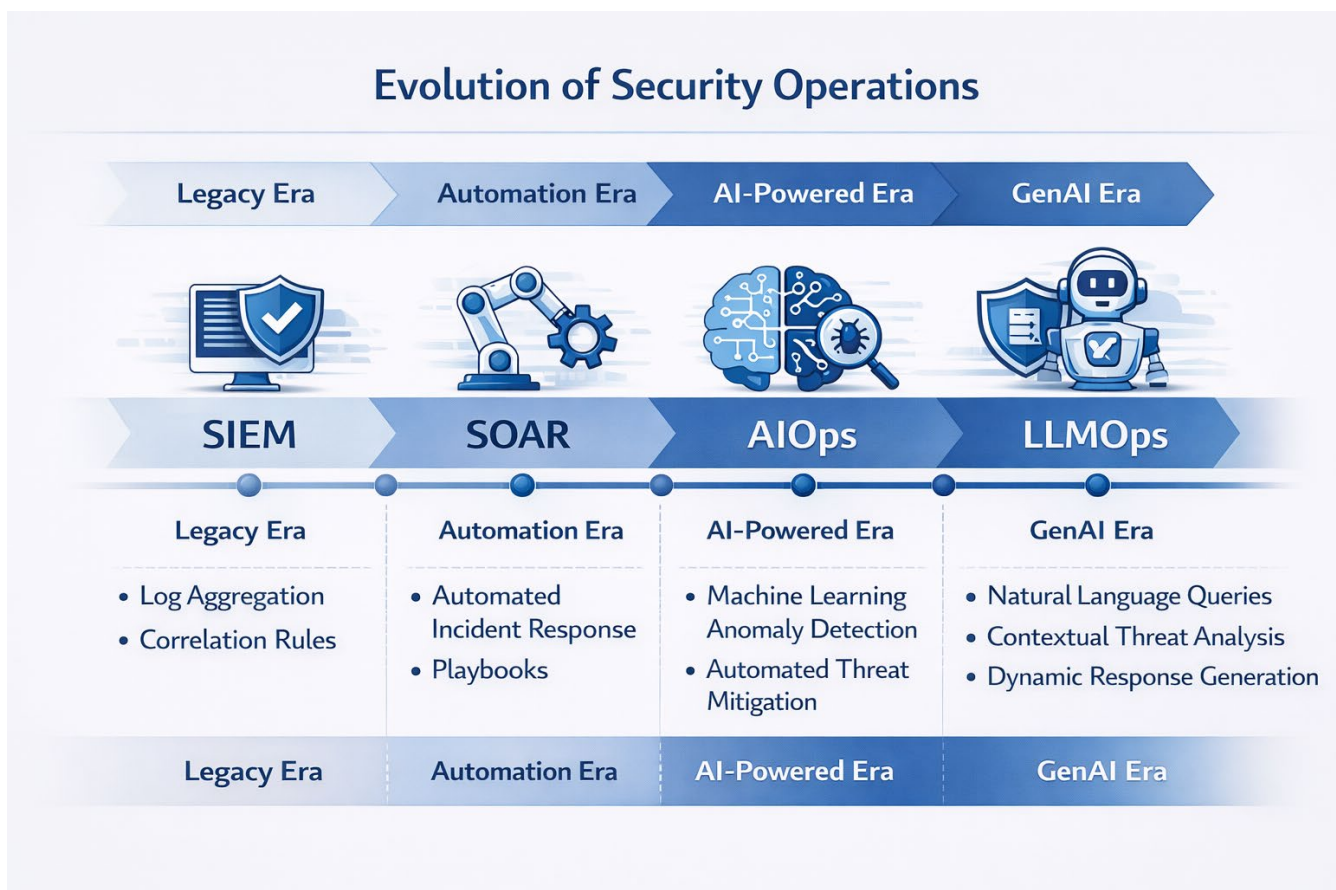 Evolution of Security Operations
Legacy Era
Automation Era
AI-Powered Era
GenAI Era
SIEM
SOAR
AIOps
LLMOps
Legacy Era
• Log Aggregation
• Correlation Rules
Automation Era
• Automated
Incident Response
• Playbooks
AI-Powered Era
• Machine Learning
Anomaly Detection
• Automated Threat
Mitigation
GenAI Era
• Natural Language Queries
• Contextual Threat Analysis
• Dynamic Response Generation
Legacy Era
Automation Era
AI-Powered Era
GenAI Era